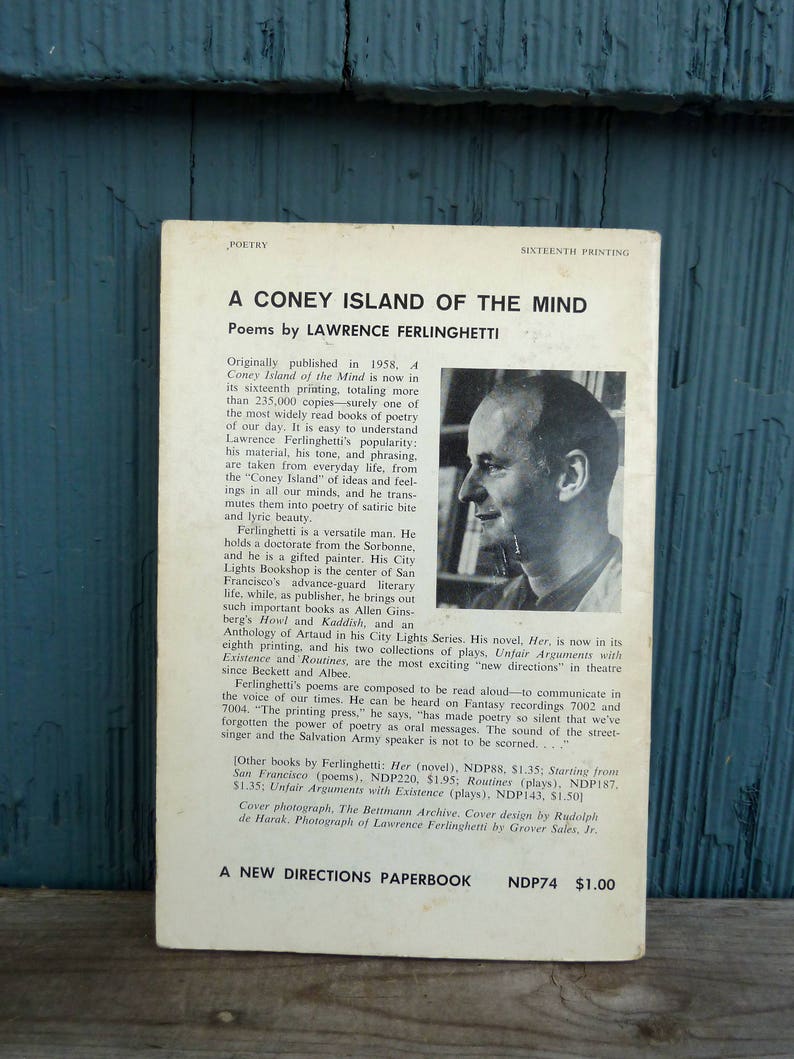 POETRY
SIXTEENTH PRINTING
A CONEY ISLAND OF THE MIND
Poems by LAWRENCE FERLINGHETTI
Originally published in 1958, A
Coney Island of the Mind is now in
its sixteenth printing, totaling more
than 235,000 copies—surely one of
the most widely read books of poetry
of our day. It is easy to understand
Lawrence Ferlinghetti's popularity:
his material, his tone, and phrasing,
are taken from everyday life, from
the "Coney Island" of ideas and feel-
ings in all our minds, and he trans-
mutes them into poetry of satiric bite
and lyric beauty.
Ferlinghetti is a versatile man. He
holds a doctorate from the Sorbonne,
and he is a gifted painter. His City
Lights Bookshop is the center of San
Francisco's advance-guard literary
life, while, as publisher, he brings out
such important books as Allen Gins-
berg's Howl and Kaddish, and an
Anthology of Artaud in his City Lights Series. His novel, Her, is now in its
eighth printing, and his two collections of plays, Unfair Arguments with
Existence and Routines, are the most exciting "new directions" in theatre
since Beckett and Albee.
Ferlinghetti's poems are composed to be read aloud—to communicate in
the voice of our times. He can be heard on Fantasy recordings 7002 and
7004. "The printing press," he says, "has made poetry so silent that we've
forgotten the power of poetry as oral messages. The sound of the street-
singer and the Salvation Army speaker is not to be scorned. . . ."
[Other books by Ferlinghetti: Her (novel), NDP88, $1.35; Starting from
San Francisco (poems), NDP220, $1.95; Routines (plays), NDP187,
$1.35; Unfair Arguments with Existence (plays), NDP143, $1.50]
Cover photograph, The Bettmann Archive. Cover design by Rudolph
de Harak. Photograph of Lawrence Ferlinghetti by Grover Sales, Jr.
A NEW DIRECTIONS PAPERBOOK NDP74 $1.00